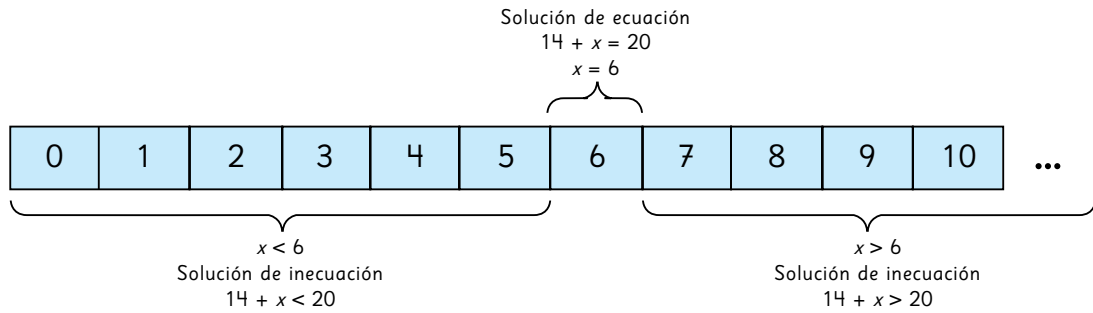 Solución de ecuación
14 + x = 20
x = 6
0 1 2 3 4 5 6 7 8 9 10 ...
x < 6
Solución de inecuación
14 + x < 20
x > 6
Solución de inecuación
14 + x > 20